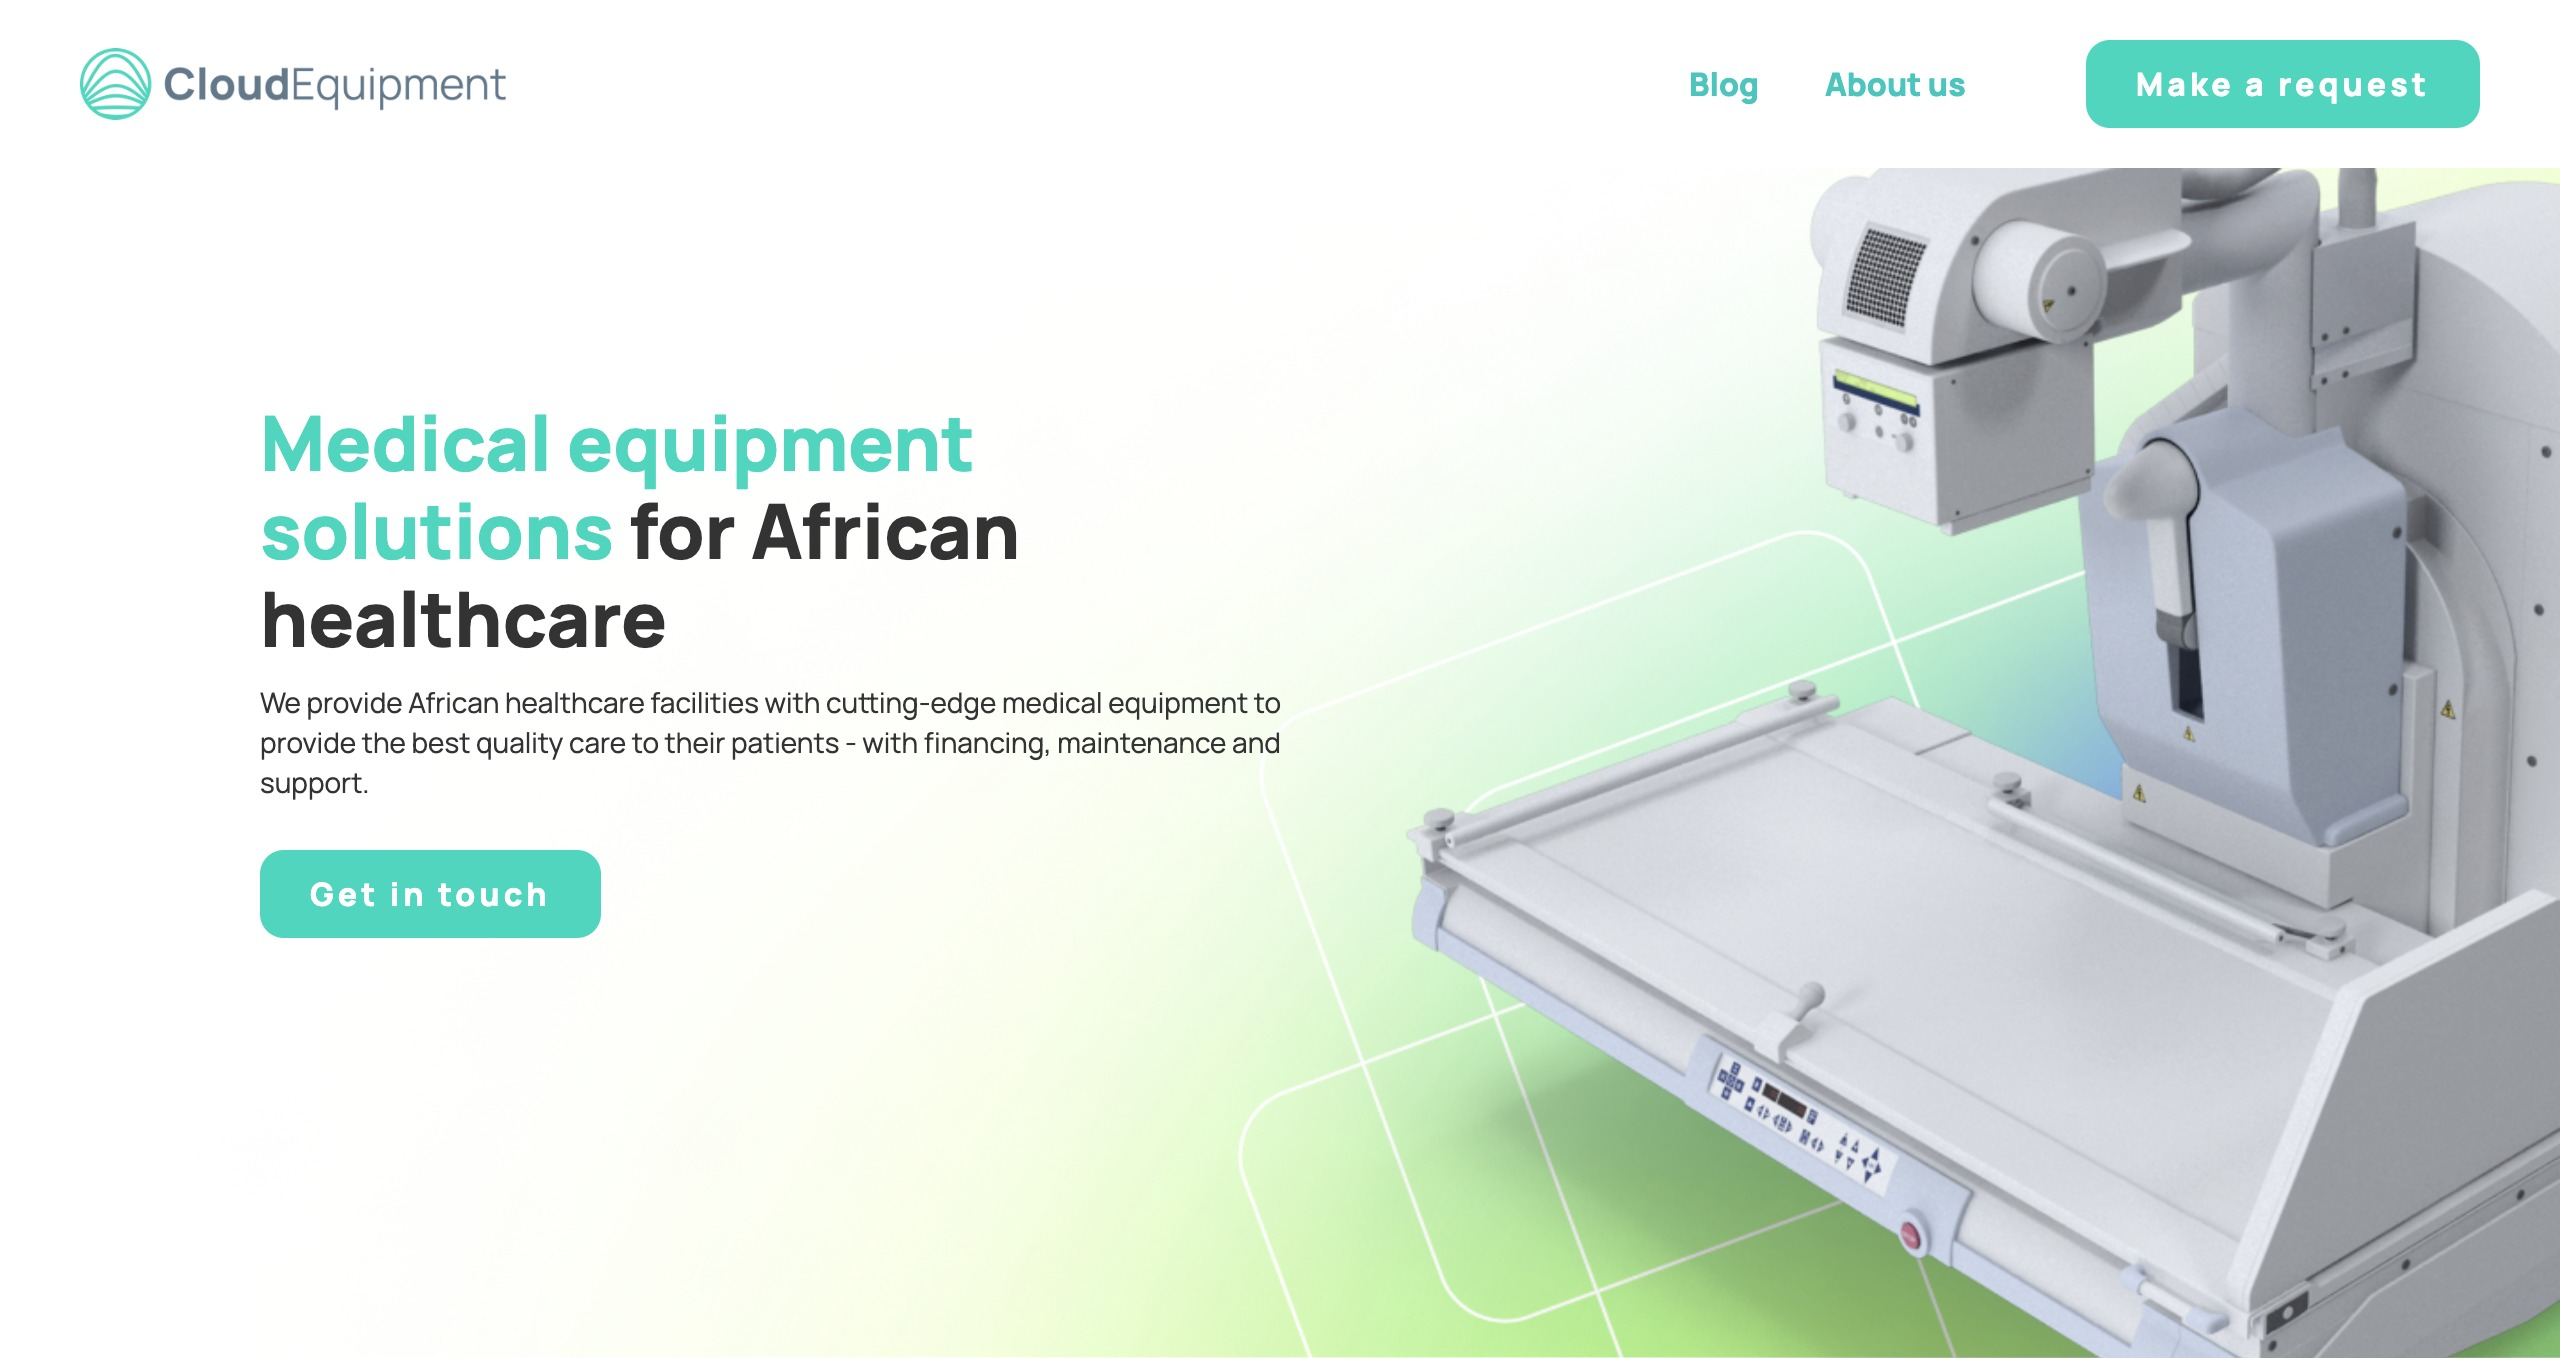 CloudEquipment
Blog
About us
Make a request
Medical equipment
solutions for African
healthcare
We provide African healthcare facilities with cutting-edge medical equipment to
provide the best quality care to their patients - with financing, maintenance and
support.
Get in touch